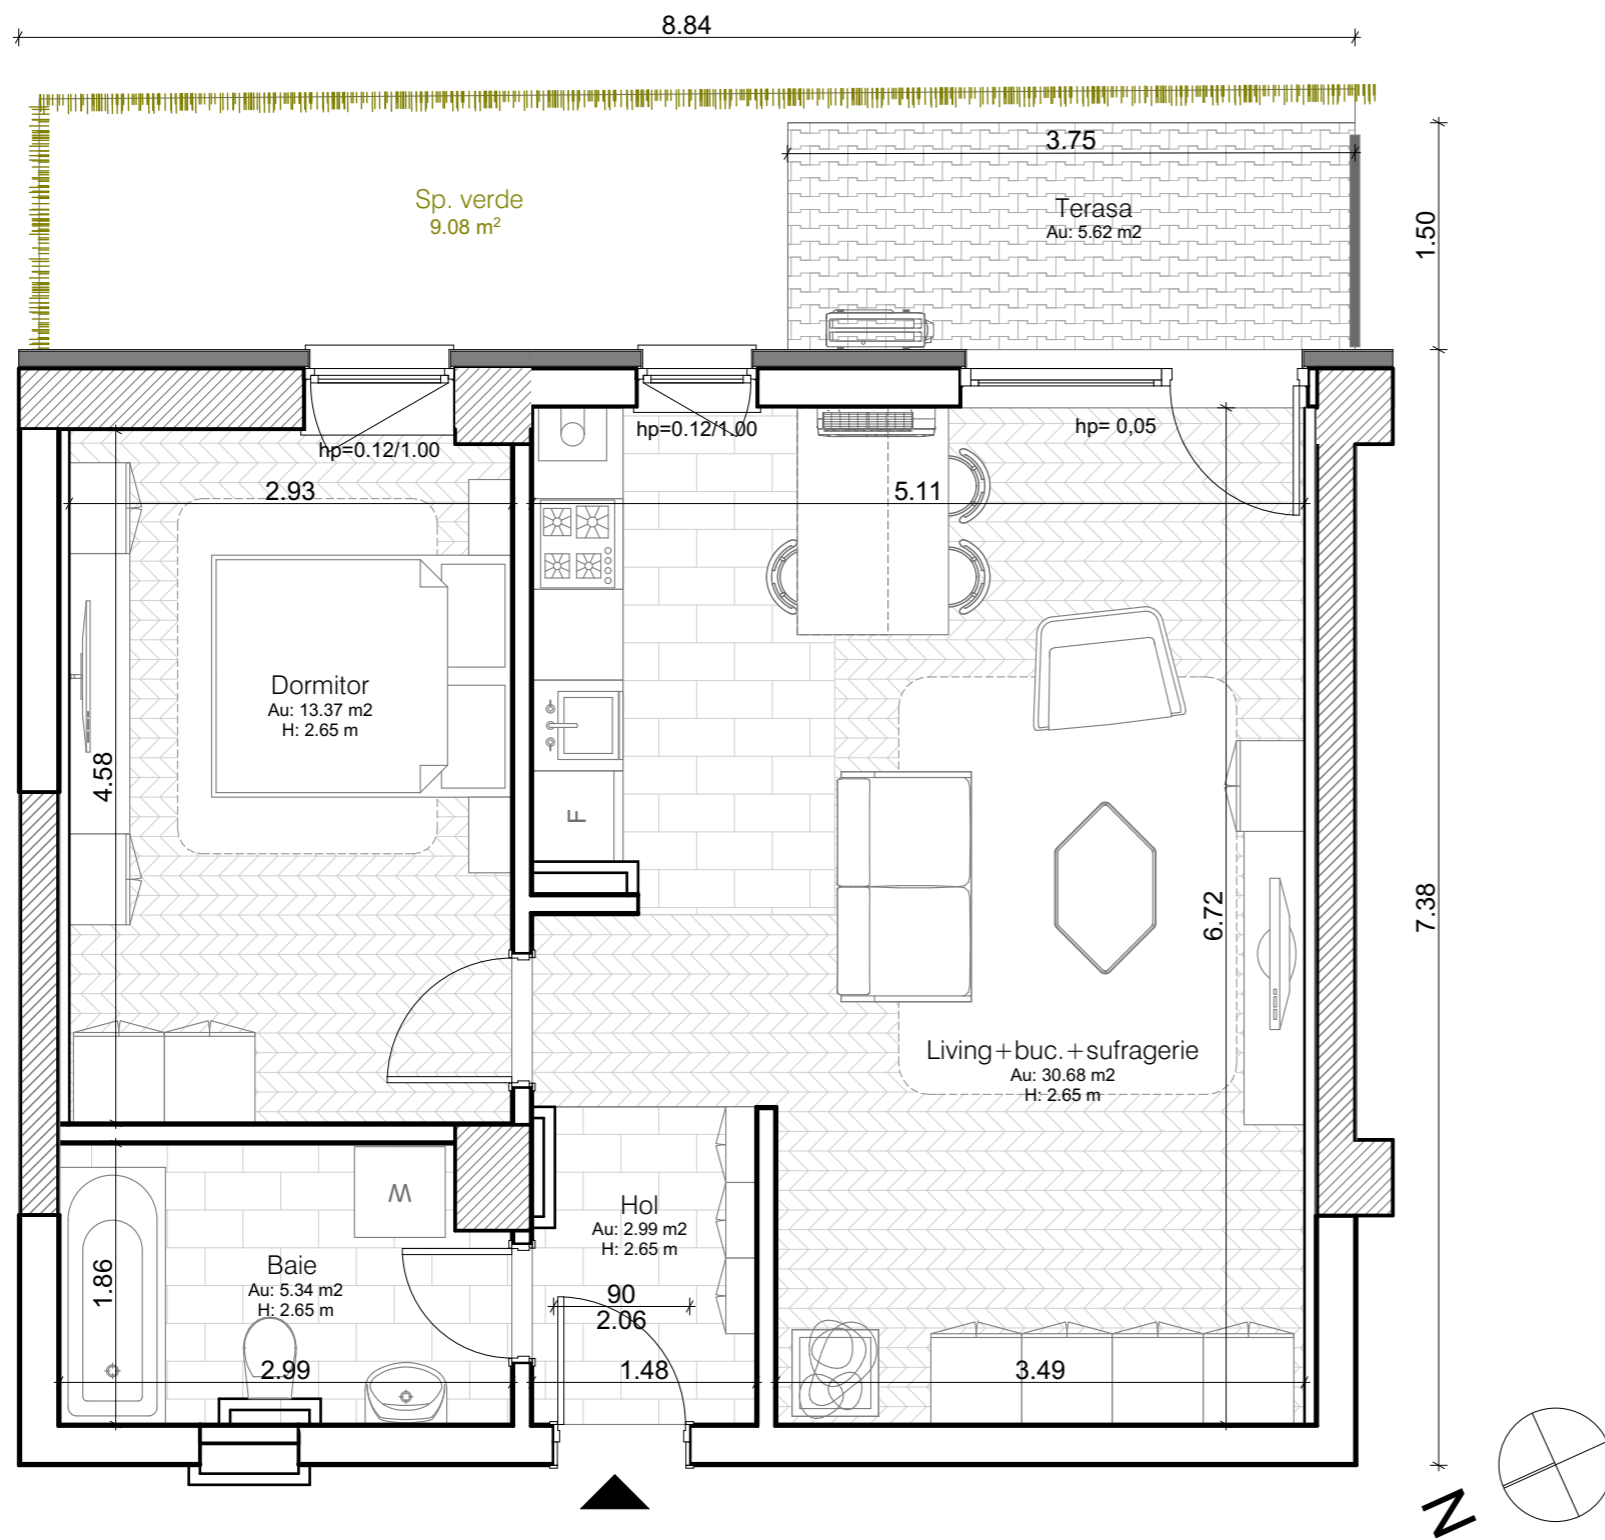 8.84
3.75
Sp. verde
9.08 m²
Terasa
Au: 5.62 m2
1.50
hp=0.12/1.00
hp=0.12/1.00
hp= 0,05
2.93
5.11
Dormitor
Au: 13.37 m2
H: 2.65 m
4.58
F
6.72
7.38
Living+buc.+sufragerie
Au: 30.68 m2
H: 2.65 m
W
Hol
Au: 2.99 m2
H: 2.65 m
Baie
Au: 5.34 m2
H: 2.65 m
1.86
90
2.06
2.99
1.48
3.49
N